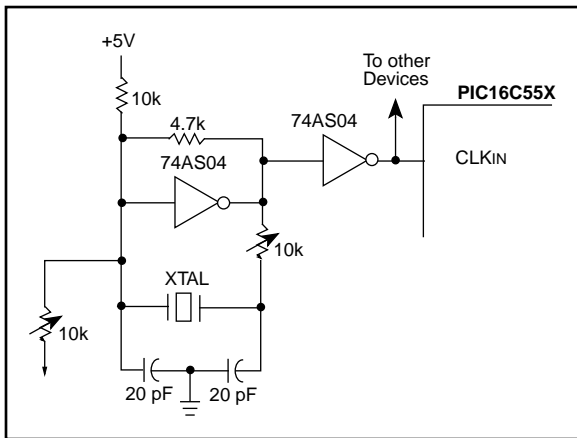 +5V
To other
Devices
PIC16C55X
10k
4.7k
74AS04
74AS04
CLKIN
10k
XTAL
10k
20 pF
20 pF